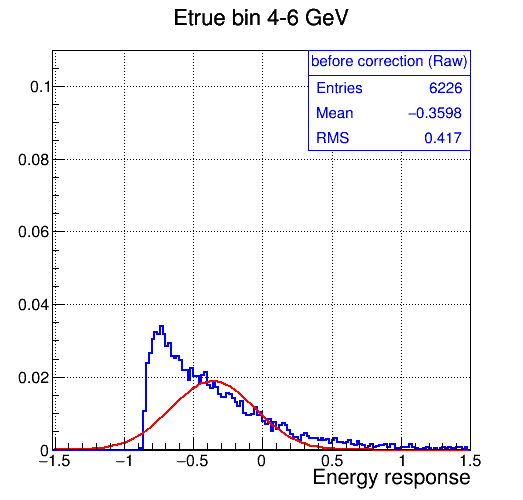 Etrue bin 4-6 GeV
before correction (Raw)
Entries 6226
Mean −0.3598
RMS 0.417
0.1
0.08
0.06
0.04
0.02
0
−1.5 −1 −0.5 0 0.5 1 1.5
Energy response